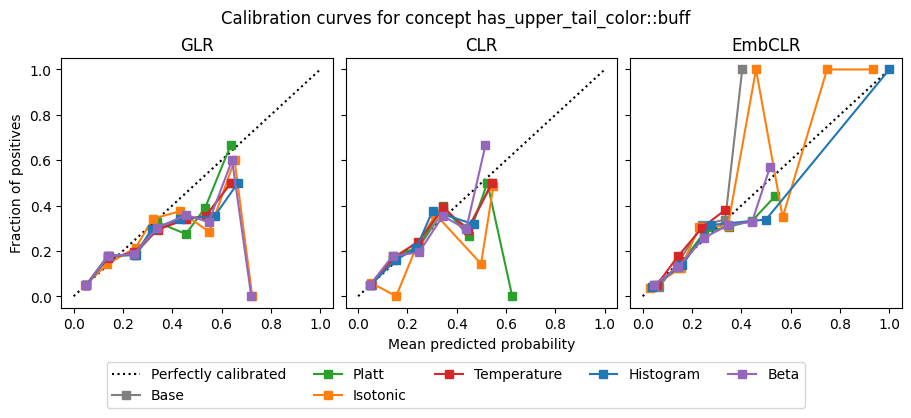 Calibration curves for concept has_upper_tail_color::buff
GLR
CLR
EmbCLR
Fraction of positives
1.0
0.8
0.6
0.4
0.2
0.0
0.0 0.2 0.4 0.6 0.8 1.0
0.0 0.2 0.4 0.6 0.8 1.0
0.0 0.2 0.4 0.6 0.8 1.0
Mean predicted probability
Perfectly calibrated Platt Temperature Histogram Beta
Base Isotonic